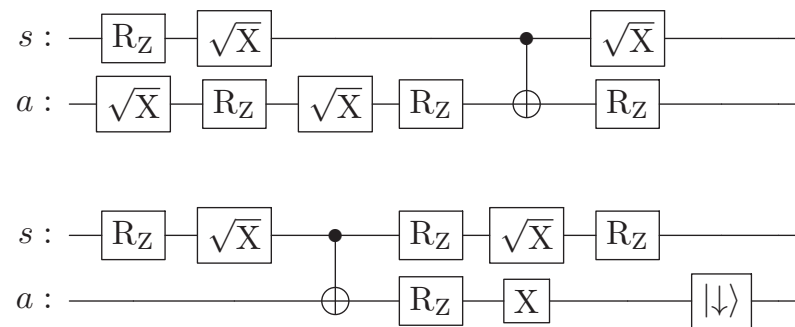 s : R_Z √X √X
a : √X R_Z √X R_Z R_Z
s : R_Z √X R_Z √X R_Z
a : R_Z X |↓⟩